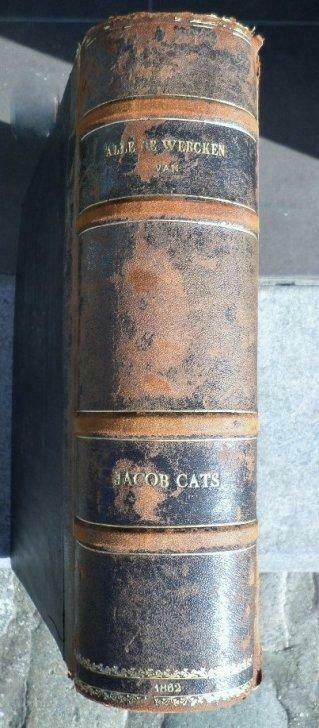 ALLE DE WERCKEN
VAN
JACOB CATS
1862